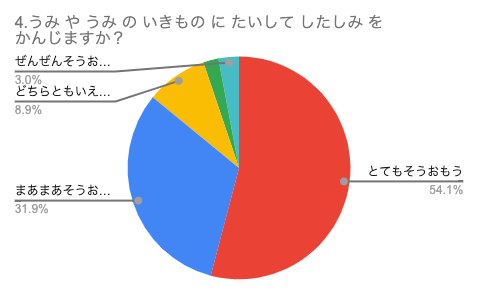 4.うみ や うみ の いきもの に たいして したしみ を
かんじますか？
ぜんぜんそうお...
3.0%
どちらともいえ...
8.9%
まあまあそうお...
31.9%
とてもそうおもう
54.1%